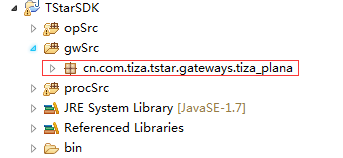 TStarSDK
opSrc
gwSrc
cn.com.tiza.tstar.gateways.tiza_plana
procSrc
JRE System Library [JavaSE-1.7]
Referenced Libraries
bin